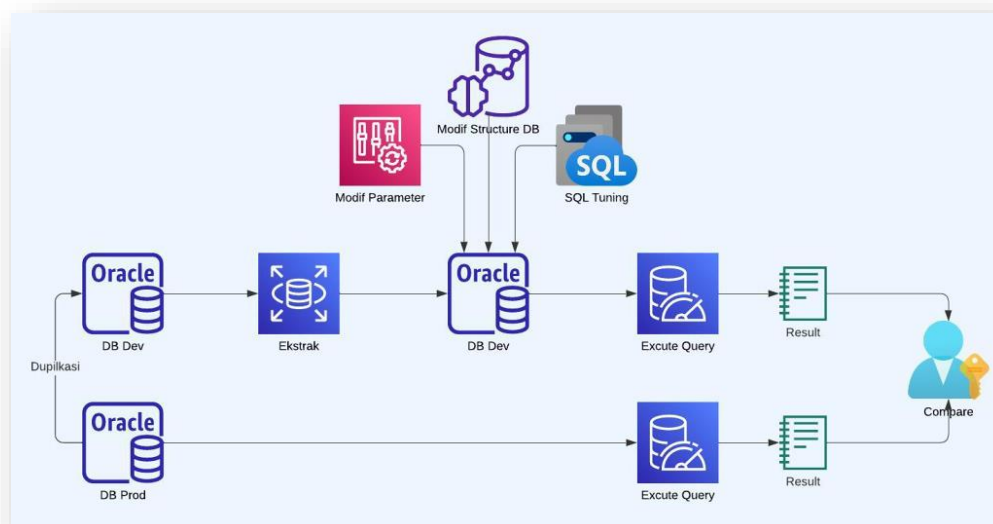 Modif Structure DB
Modif Parameter
SQL
SQL Tuning
Oracle
DB Dev
Ekstrak
Oracle
DB Dev
Excute Query
Result
Dupilkasi
Oracle
DB Prod
Excute Query
Result
Compare